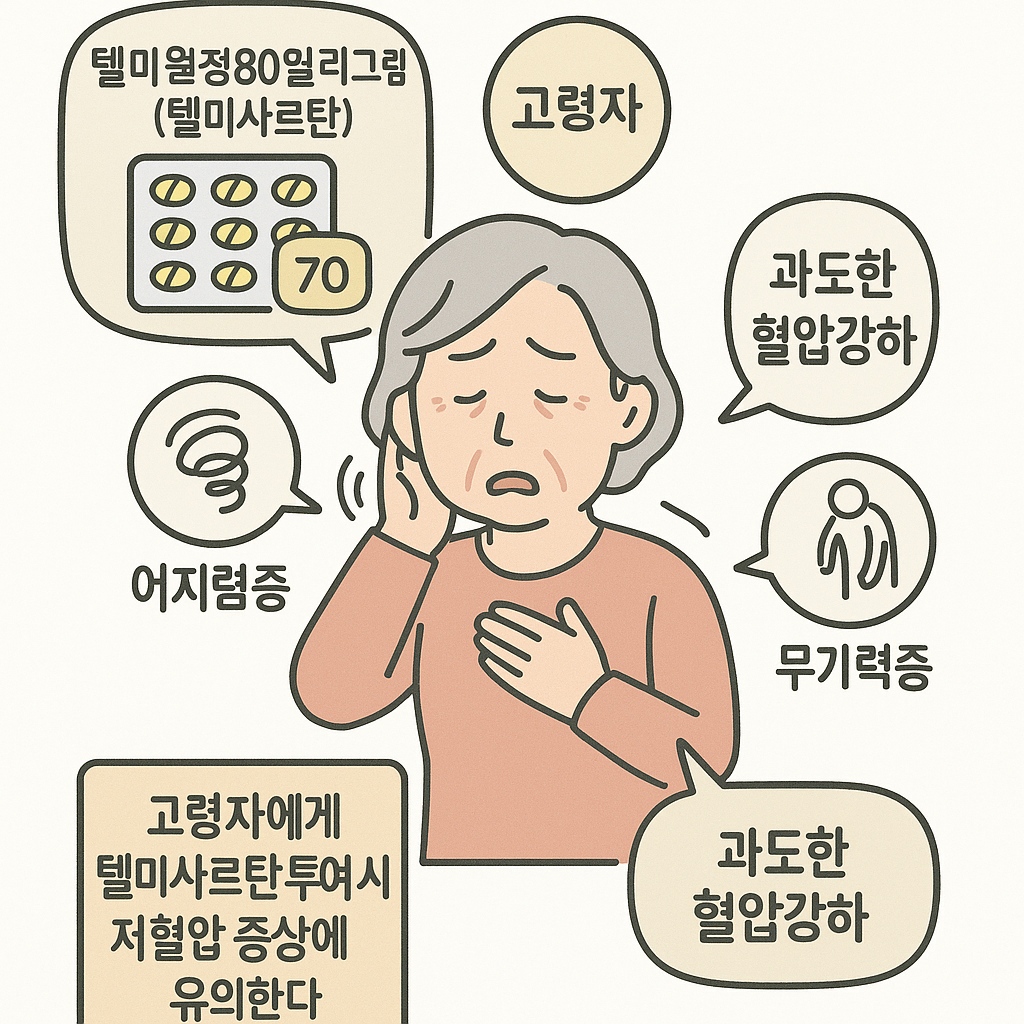 텔미웰정80일리그림
(텔미사르탄)
70
고령자
과도한
혈압강하
어지렴증
무기력증
고령자에게
텔미사르탄투여시
저혈압 증상에
유의한다
과도한
혈압강하